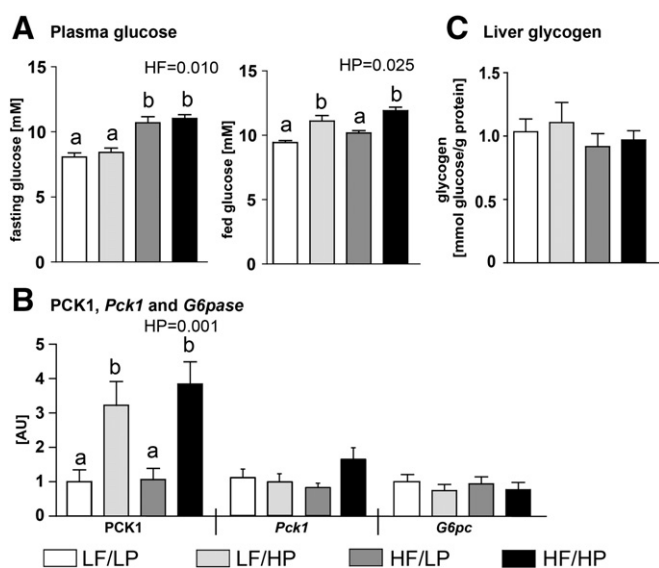 A Plasma glucose
HF=0.010
fasting glucose [mM]
15
10
5
0
a a b b
HP=0.025
fed glucose [mM]
15
10
5
0
a b a b
C Liver glycogen
glycogen
[mmol glucose/g protein]
1.5
1.0
0.5
0
B PCK1, Pck1 and G6pase
HP=0.001
[AU]
5
4
3
2
1
0
a b a b
PCK1 Pck1 G6pc
LF/LP LF/HP HF/LP HF/HP